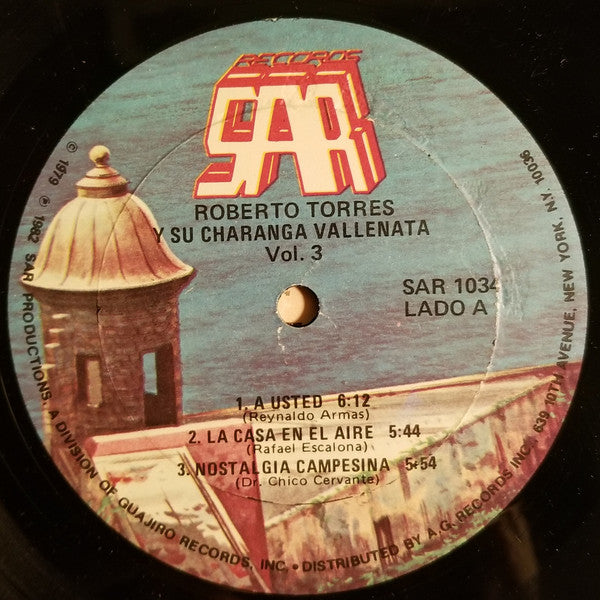 RECORDS
SAR
ROBERTO TORRES
Y SU CHARANGA VALLENATA
Vol. 3
SAR 1034
LADO A
1. A USTED 6:12
(Reynaldo Armas)
2. LA CASA EN EL AIRE 5:44
(Rafael Escalona)
3. NOSTALGIA CAMPESINA 5:54
(Dr. Chico Cervante)
© 1979 ℗ 1982 SAR PRODUCTIONS, A DIVISION OF GUAJIRO RECORDS, INC. • DISTRIBUTED BY A.G. RECORDS INC., 639 10TH AVENUE, NEW YORK, NY 10036